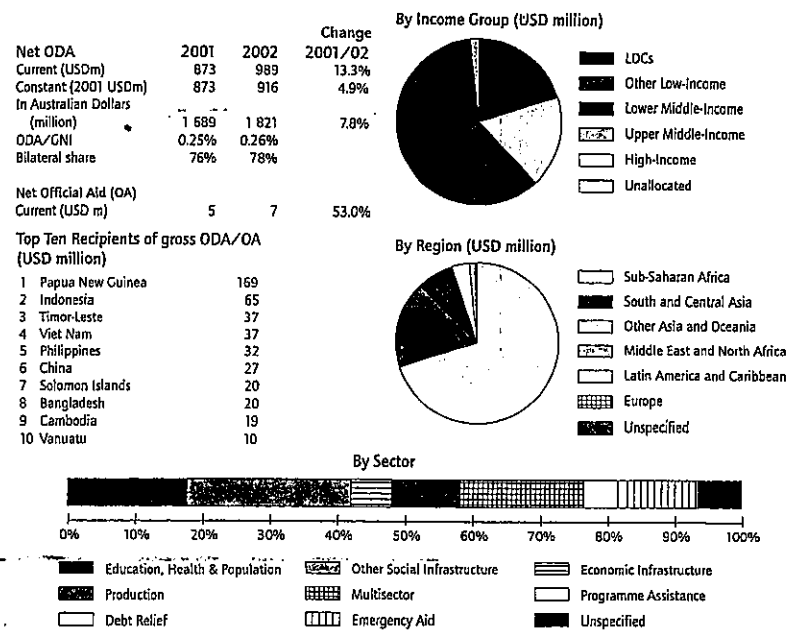 Change
Net ODA 2001 2002 2001/02
Current (USDm) 873 989 13.3%
Constant (2001 USDm) 873 916 4.9%
In Australian Dollars
(million) 1 689 1 821 7.8%
ODA/GNI 0.25% 0.26%
Bilateral share 76% 78%
Net Official Aid (OA)
Current (USD m) 5 7 53.0%
Top Ten Recipients of gross ODA/OA
(USD million)
1 Papua New Guinea 169
2 Indonesia 65
3 Timor-Leste 37
4 Viet Nam 37
5 Philippines 32
6 China 27
7 Solomon Islands 20
8 Bangladesh 20
9 Cambodia 19
10 Vanuatu 10
By Income Group (USD million)
LDCs
Other Low-Income
Lower Middle-Income
Upper Middle-Income
High-Income
Unallocated
By Region (USD million)
Sub-Saharan Africa
South and Central Asia
Other Asia and Oceania
Middle East and North Africa
Latin America and Caribbean
Europe
Unspecified
By Sector
0% 10% 20% 30% 40% 50% 60% 70% 80% 90% 100%
Education, Health & Population Other Social Infrastructure Economic Infrastructure
Production Multisector Programme Assistance
Debt Relief Emergency Aid Unspecified